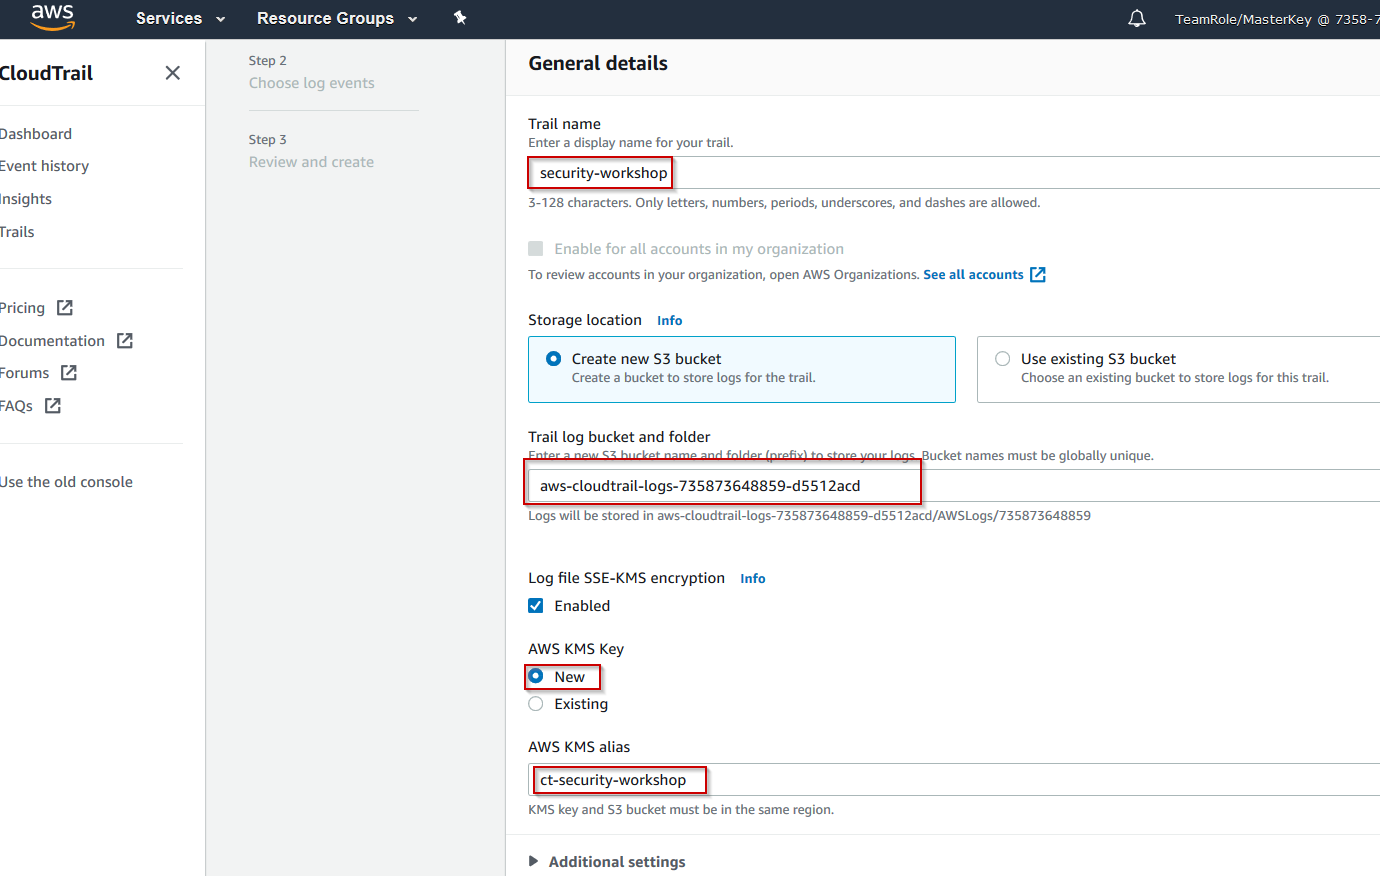 aws
Services
Resource Groups
TeamRole/MasterKey @ 7358-7
CloudTrail
Dashboard
Event history
Insights
Trails
Pricing
Documentation
Forums
FAQs
Use the old console
Step 2
Choose log events
Step 3
Review and create
General details
Trail name
Enter a display name for your trail.
security-workshop
3-128 characters. Only letters, numbers, periods, underscores, and dashes are allowed.
Enable for all accounts in my organization
To review accounts in your organization, open AWS Organizations. See all accounts
Storage location Info
Create new S3 bucket
Create a bucket to store logs for the trail.
Use existing S3 bucket
Choose an existing bucket to store logs for this trail.
Trail log bucket and folder
Enter a new S3 bucket name and folder (prefix) to store your logs. Bucket names must be globally unique.
aws-cloudtrail-logs-735873648859-d5512acd
Logs will be stored in aws-cloudtrail-logs-735873648859-d5512acd/AWSLogs/735873648859
Log file SSE-KMS encryption Info
Enabled
AWS KMS Key
New
Existing
AWS KMS alias
ct-security-workshop
KMS key and S3 bucket must be in the same region.
Additional settings